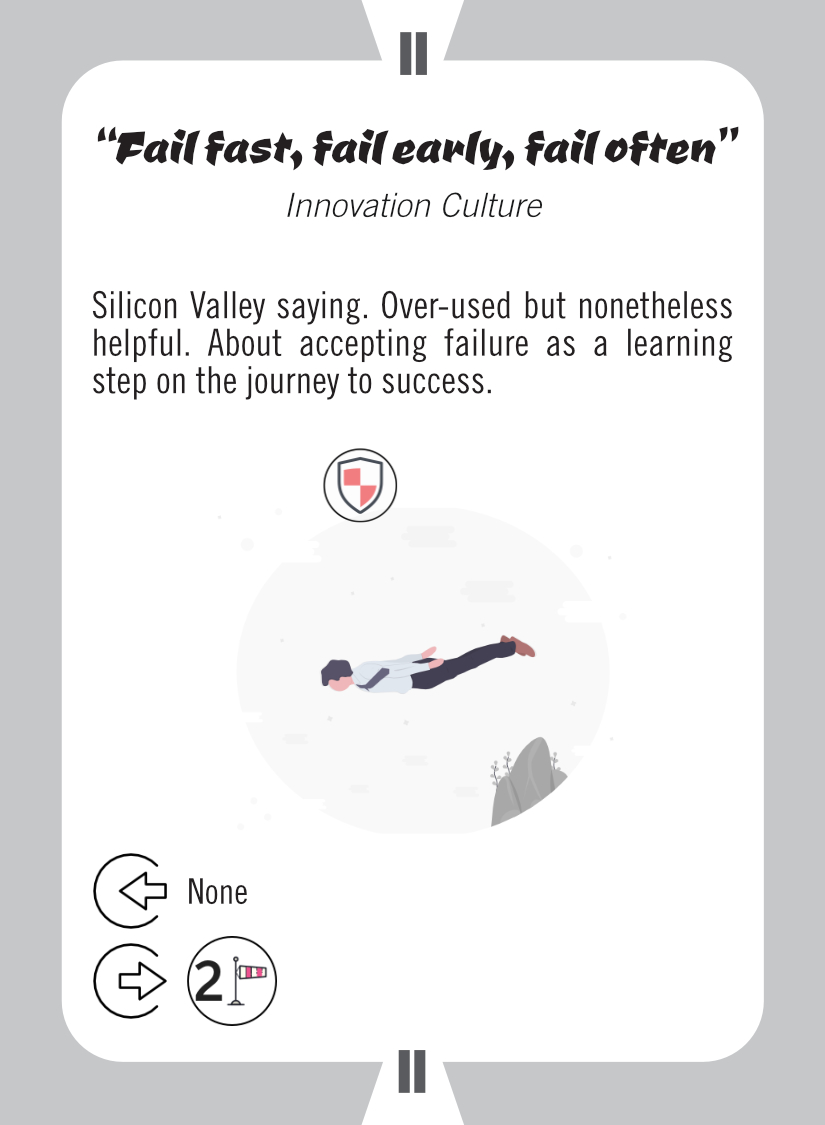 II
“Fail fast, fail early, fail often”
Innovation Culture
Silicon Valley saying. Over-used but nonetheless
helpful. About accepting failure as a learning
step on the journey to success.
None
2
II